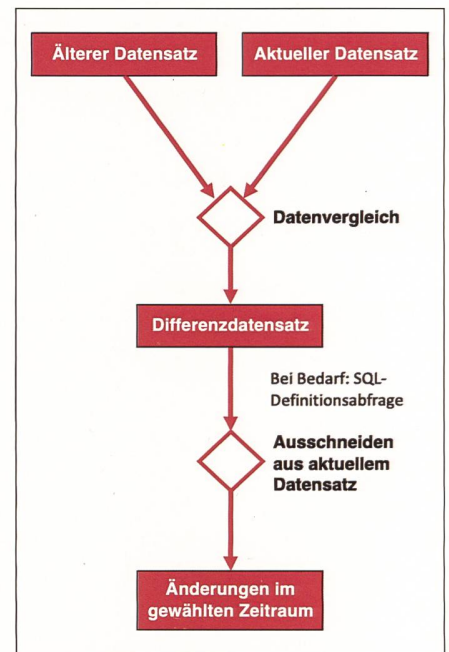 Älterer Datensatz
Aktueller Datensatz
Datenvergleich
Differenzdatensatz
Bei Bedarf: SQL-
Definitionsabfrage
Ausschneiden
aus aktuellem
Datensatz
Änderungen im
gewählten Zeitraum